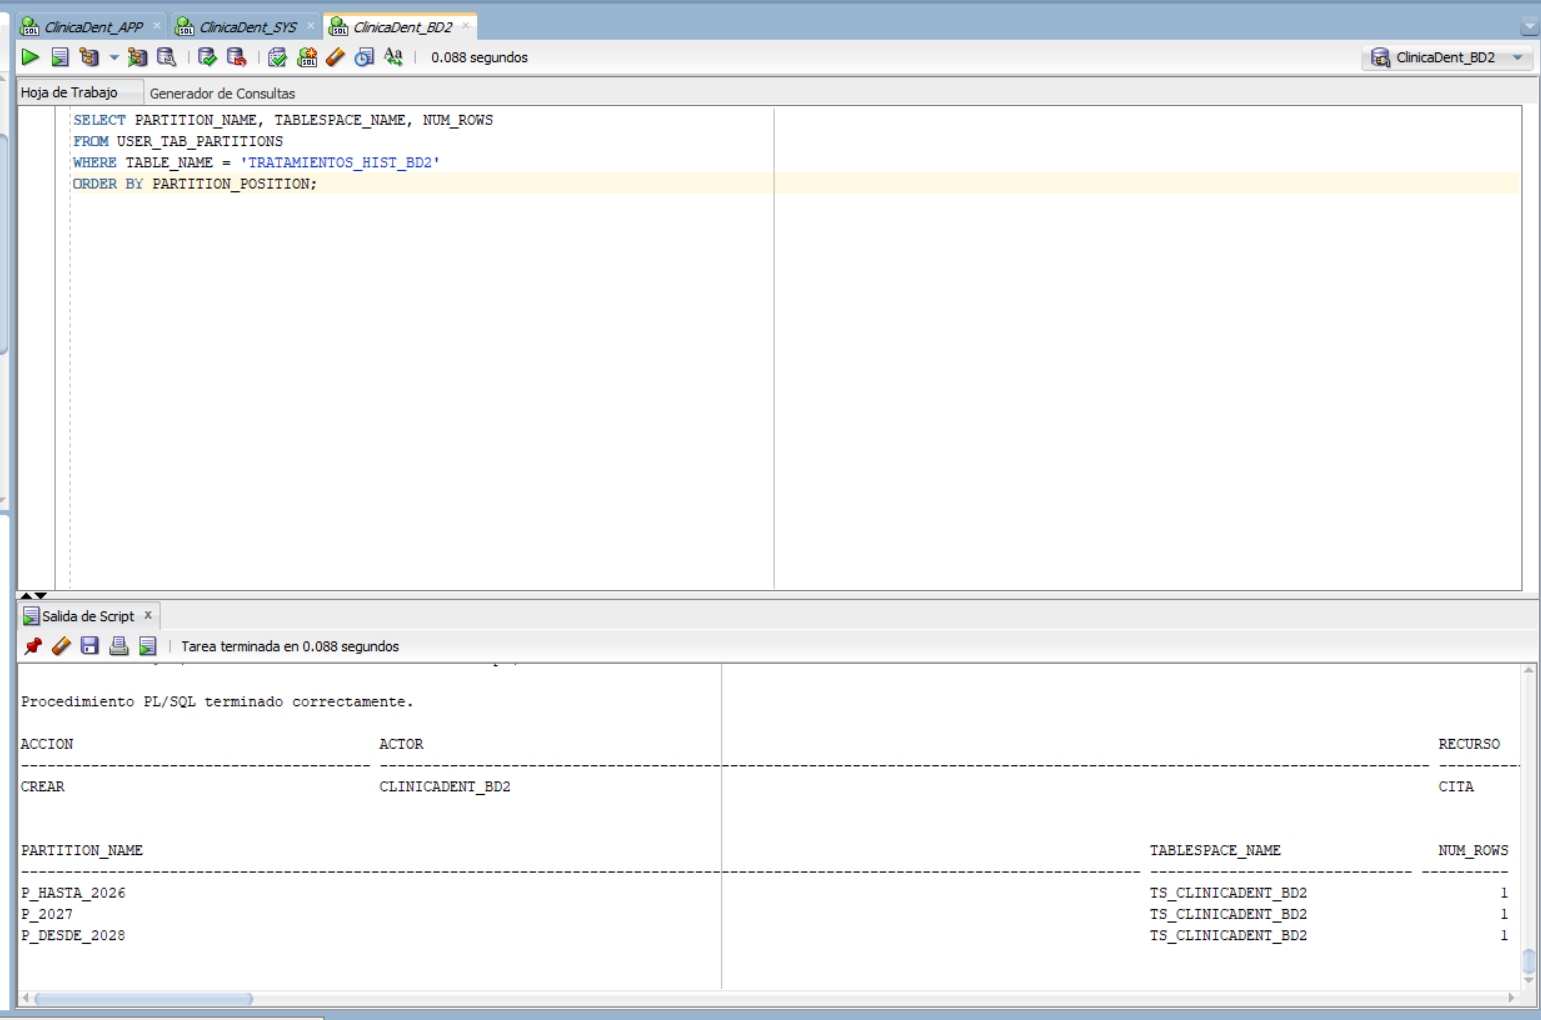 ClinicaDent_APP ClinicaDent_SYS ClinicaDent_BD2
0.088 segundos ClinicaDent_BD2
Hoja de Trabajo Generador de Consultas
SELECT PARTITION_NAME, TABLESPACE_NAME, NUM_ROWS
FROM USER_TAB_PARTITIONS
WHERE TABLE_NAME = 'TRATAMIENTOS_HIST_BD2'
ORDER BY PARTITION_POSITION;
Salida de Script x
Tarea terminada en 0.088 segundos
Procedimiento PL/SQL terminado correctamente.
ACCION ACTOR RECURSO
CREAR CLINICADENT_BD2 CITA
PARTITION_NAME TABLESPACE_NAME NUM_ROWS
P_HASTA_2026 TS_CLINICADENT_BD2 1
P_2027 TS_CLINICADENT_BD2 1
P_DESDE_2028 TS_CLINICADENT_BD2 1